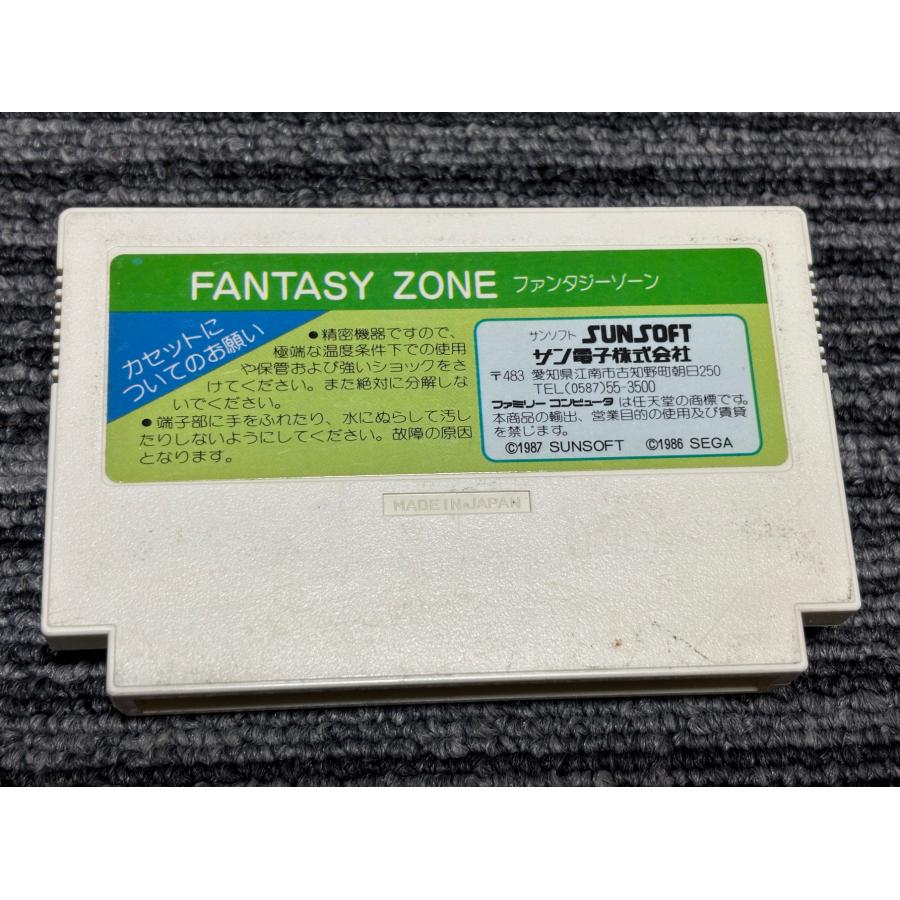 FANTASY ZONE ファンタジーゾーン
カセットに
ついてのお願い
●精密機器ですので、
極端な温度条件下での使用
や保管および強いショックをさ
けてください。また絶対に分解しな
いでください。
●端子部に手をふれたり、水にぬらして汚し
たりしないようにしてください。故障の原因
となります。
サンソフト SUNSOFT
サン電子株式会社
〒483 愛知県江南市古知野町朝日250
TEL(0587)55-3500
ファミリーコンピュータは任天堂の商標です。
本商品の輸出、営業目的の使用及び賃貸
を禁じます。
©1987 SUNSOFT ©1986 SEGA
MADE IN JAPAN